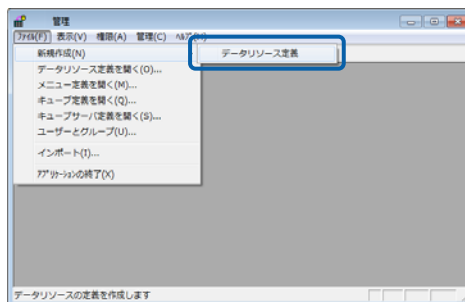 管理
ファイル(F) 表示(V) 権限(A) 管理(C) ヘルプ(H)
新規作成(N)
データリソース定義
データリソース定義を開く(O)...
メニュー定義を開く(M)...
キューブ定義を開く(Q)...
キューブサーバ定義を開く(S)...
ユーザーとグループ(U)...
インポート(I)...
アプリケーションの終了(X)
データリソースの定義を作成します